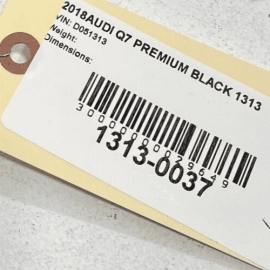 2018AUDI Q7 PREMIUM BLACK 1313
VIN: D051313
Weight:
Dimensions:
3000000029649
1313-0037